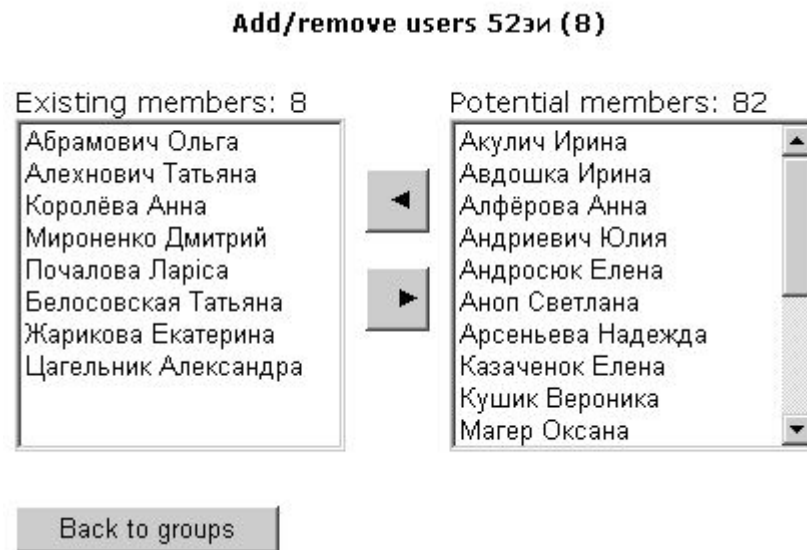 Add/remove users 52эи (8)
Existing members: 8
Абрамович Ольга
Алехнович Татьяна
Королёва Анна
Мироненко Дмитрий
Почалова Ларіса
Белосовская Татьяна
Жарикова Екатерина
Цагельник Александра
Potential members: 82
Акулич Ирина
Авдошка Ирина
Алфёрова Анна
Андриевич Юлия
Андросюк Елена
Аноп Светлана
Арсеньева Надежда
Казаченок Елена
Кушик Вероника
Магер Оксана
Back to groups